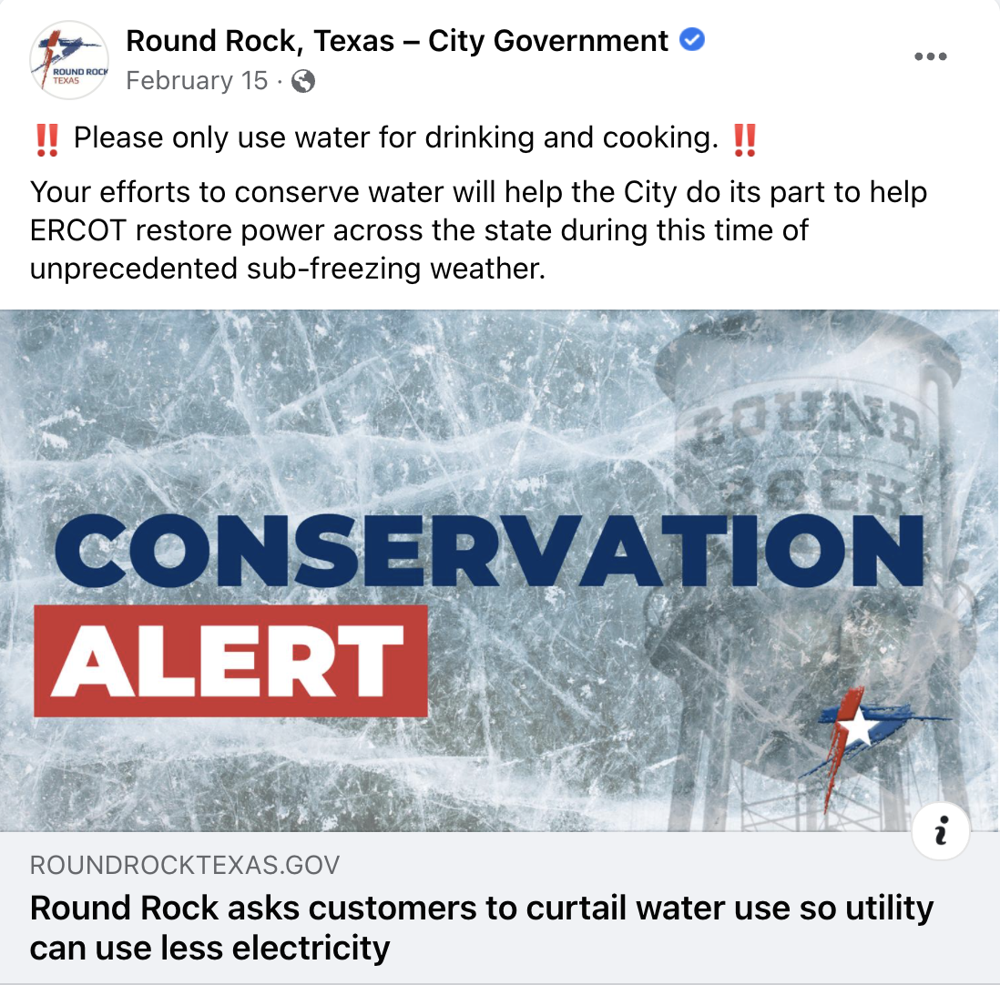 Round Rock, Texas – City Government
ROUND ROCK
TEXAS
February 15 ·
‼️ Please only use water for drinking and cooking. ‼️
Your efforts to conserve water will help the City do its part to help
ERCOT restore power across the state during this time of
unprecedented sub-freezing weather.
ROUND
ROCK
CONSERVATION
ALERT
i
ROUNDROCKTEXAS.GOV
Round Rock asks customers to curtail water use so utility
can use less electricity